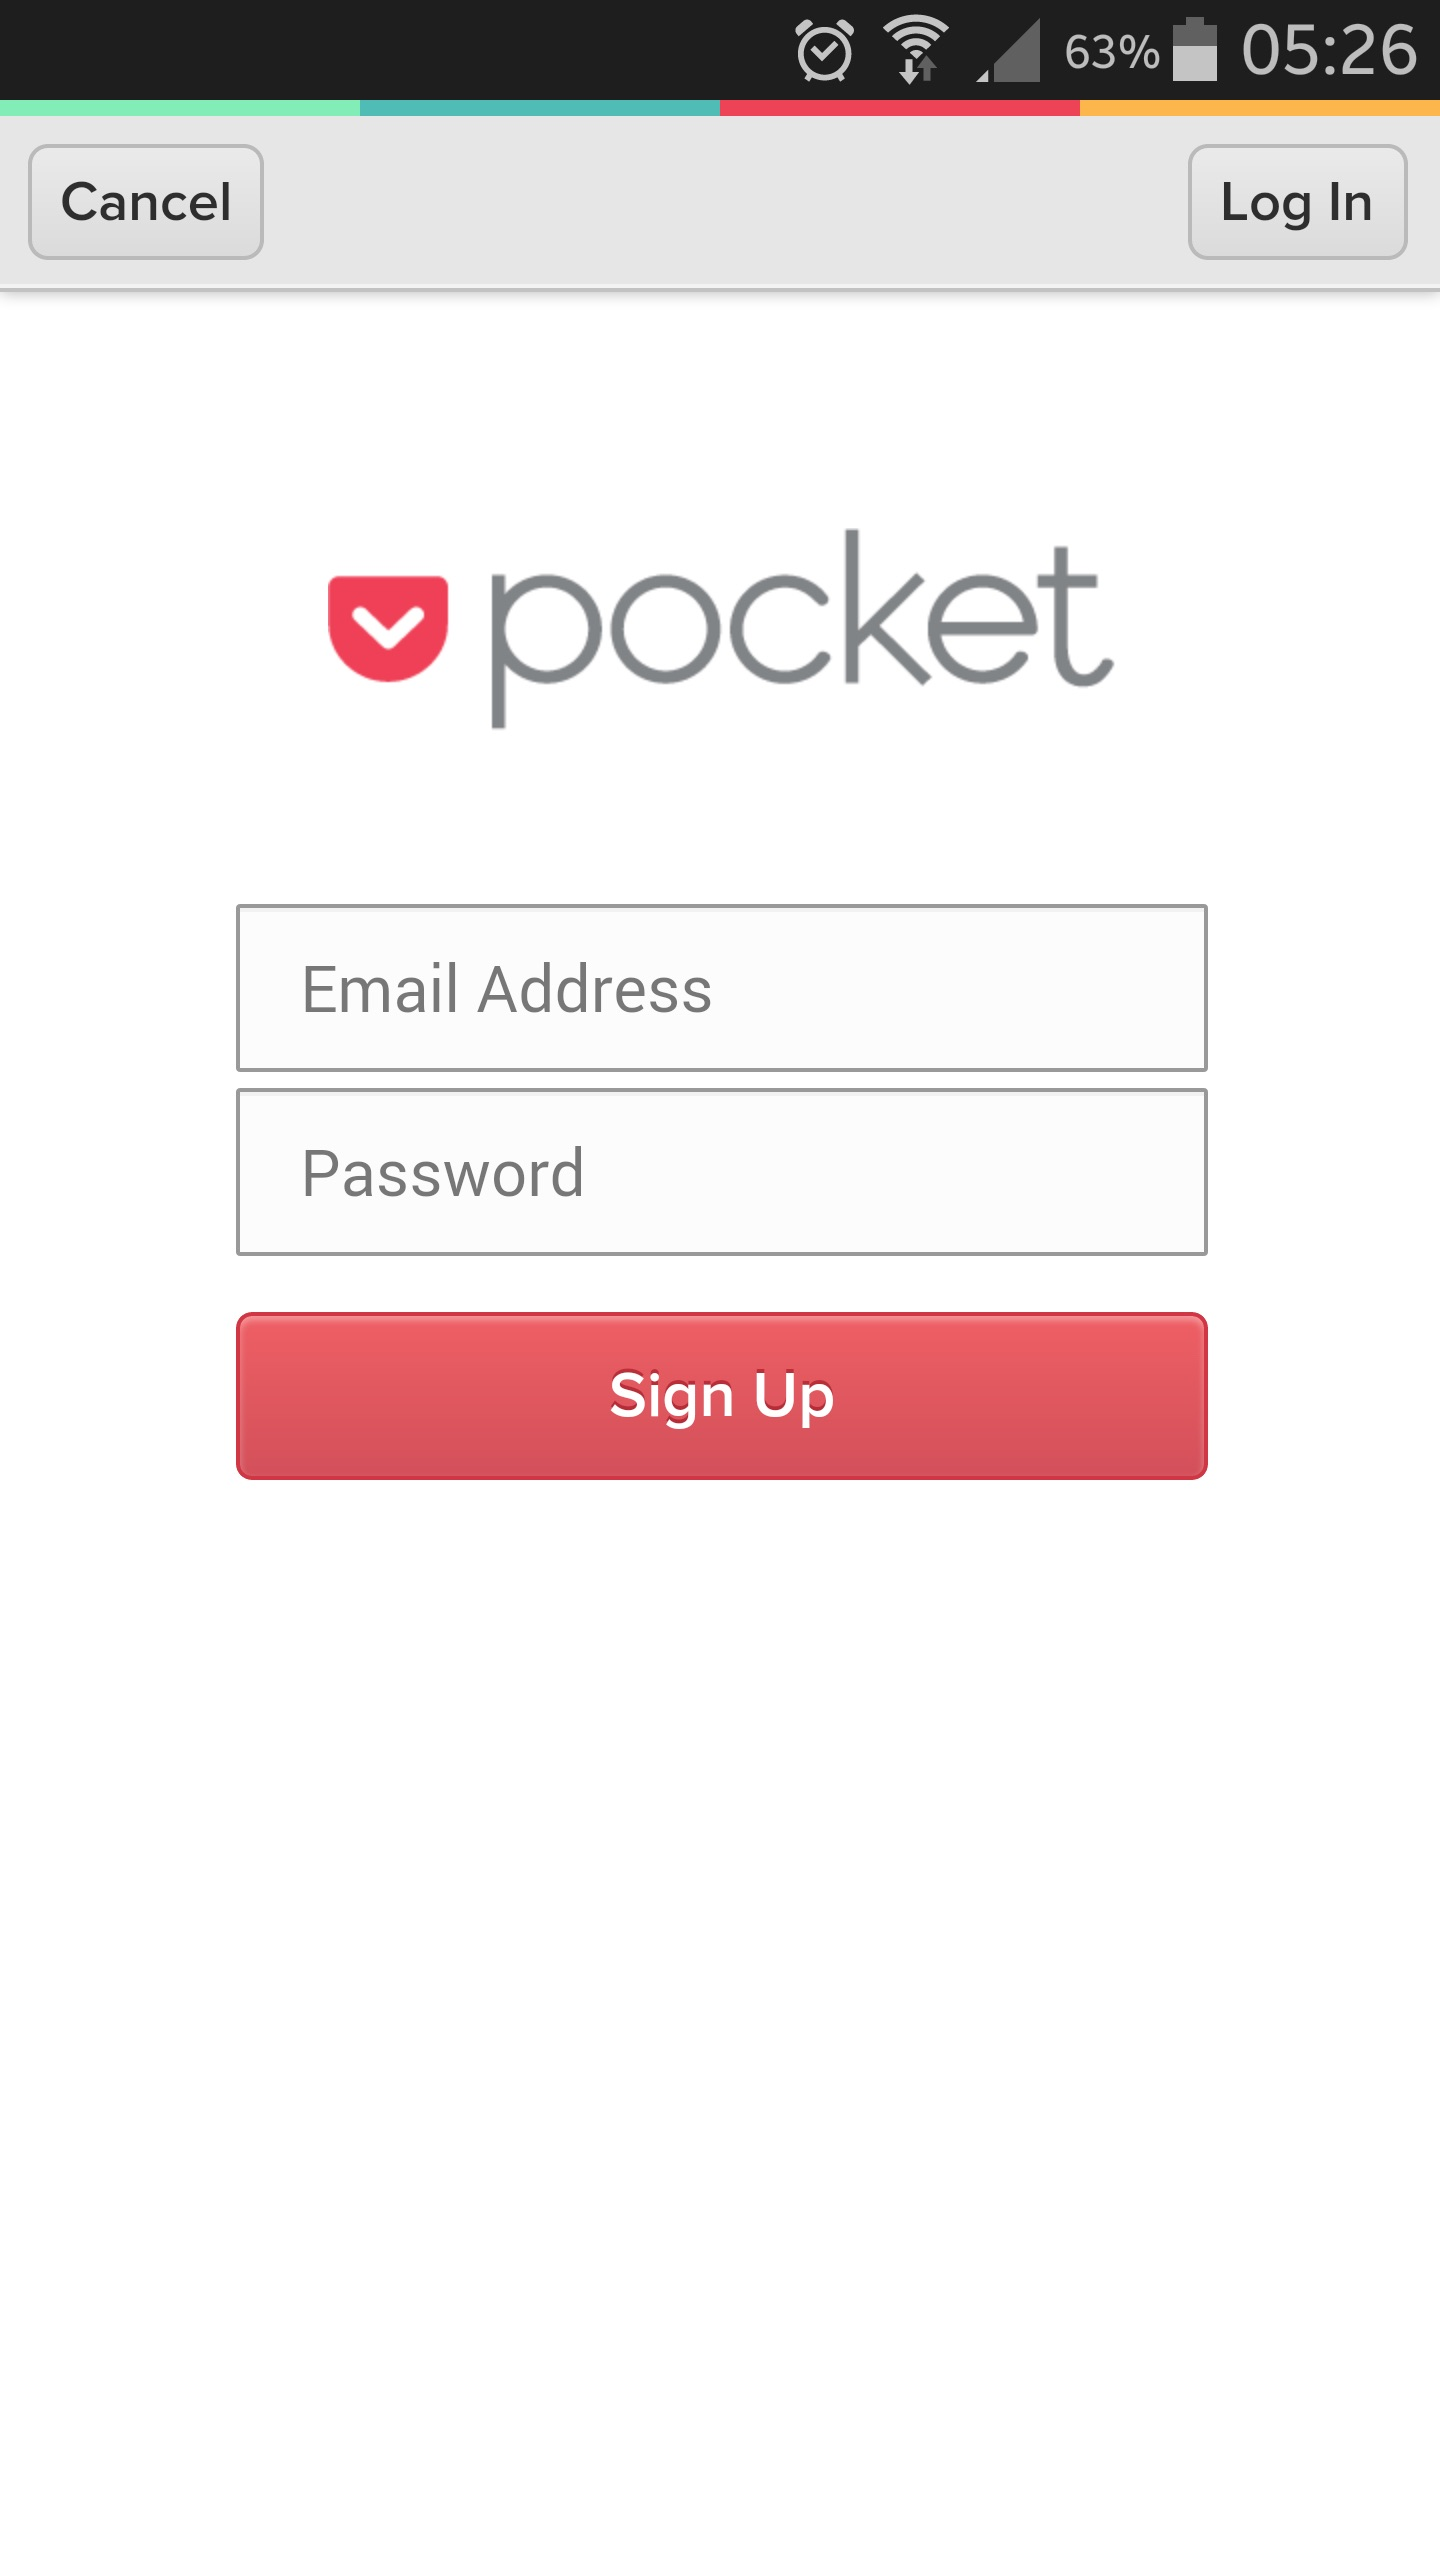 63% 05:26
Cancel Log In
pocket
Email Address
Password
Sign Up